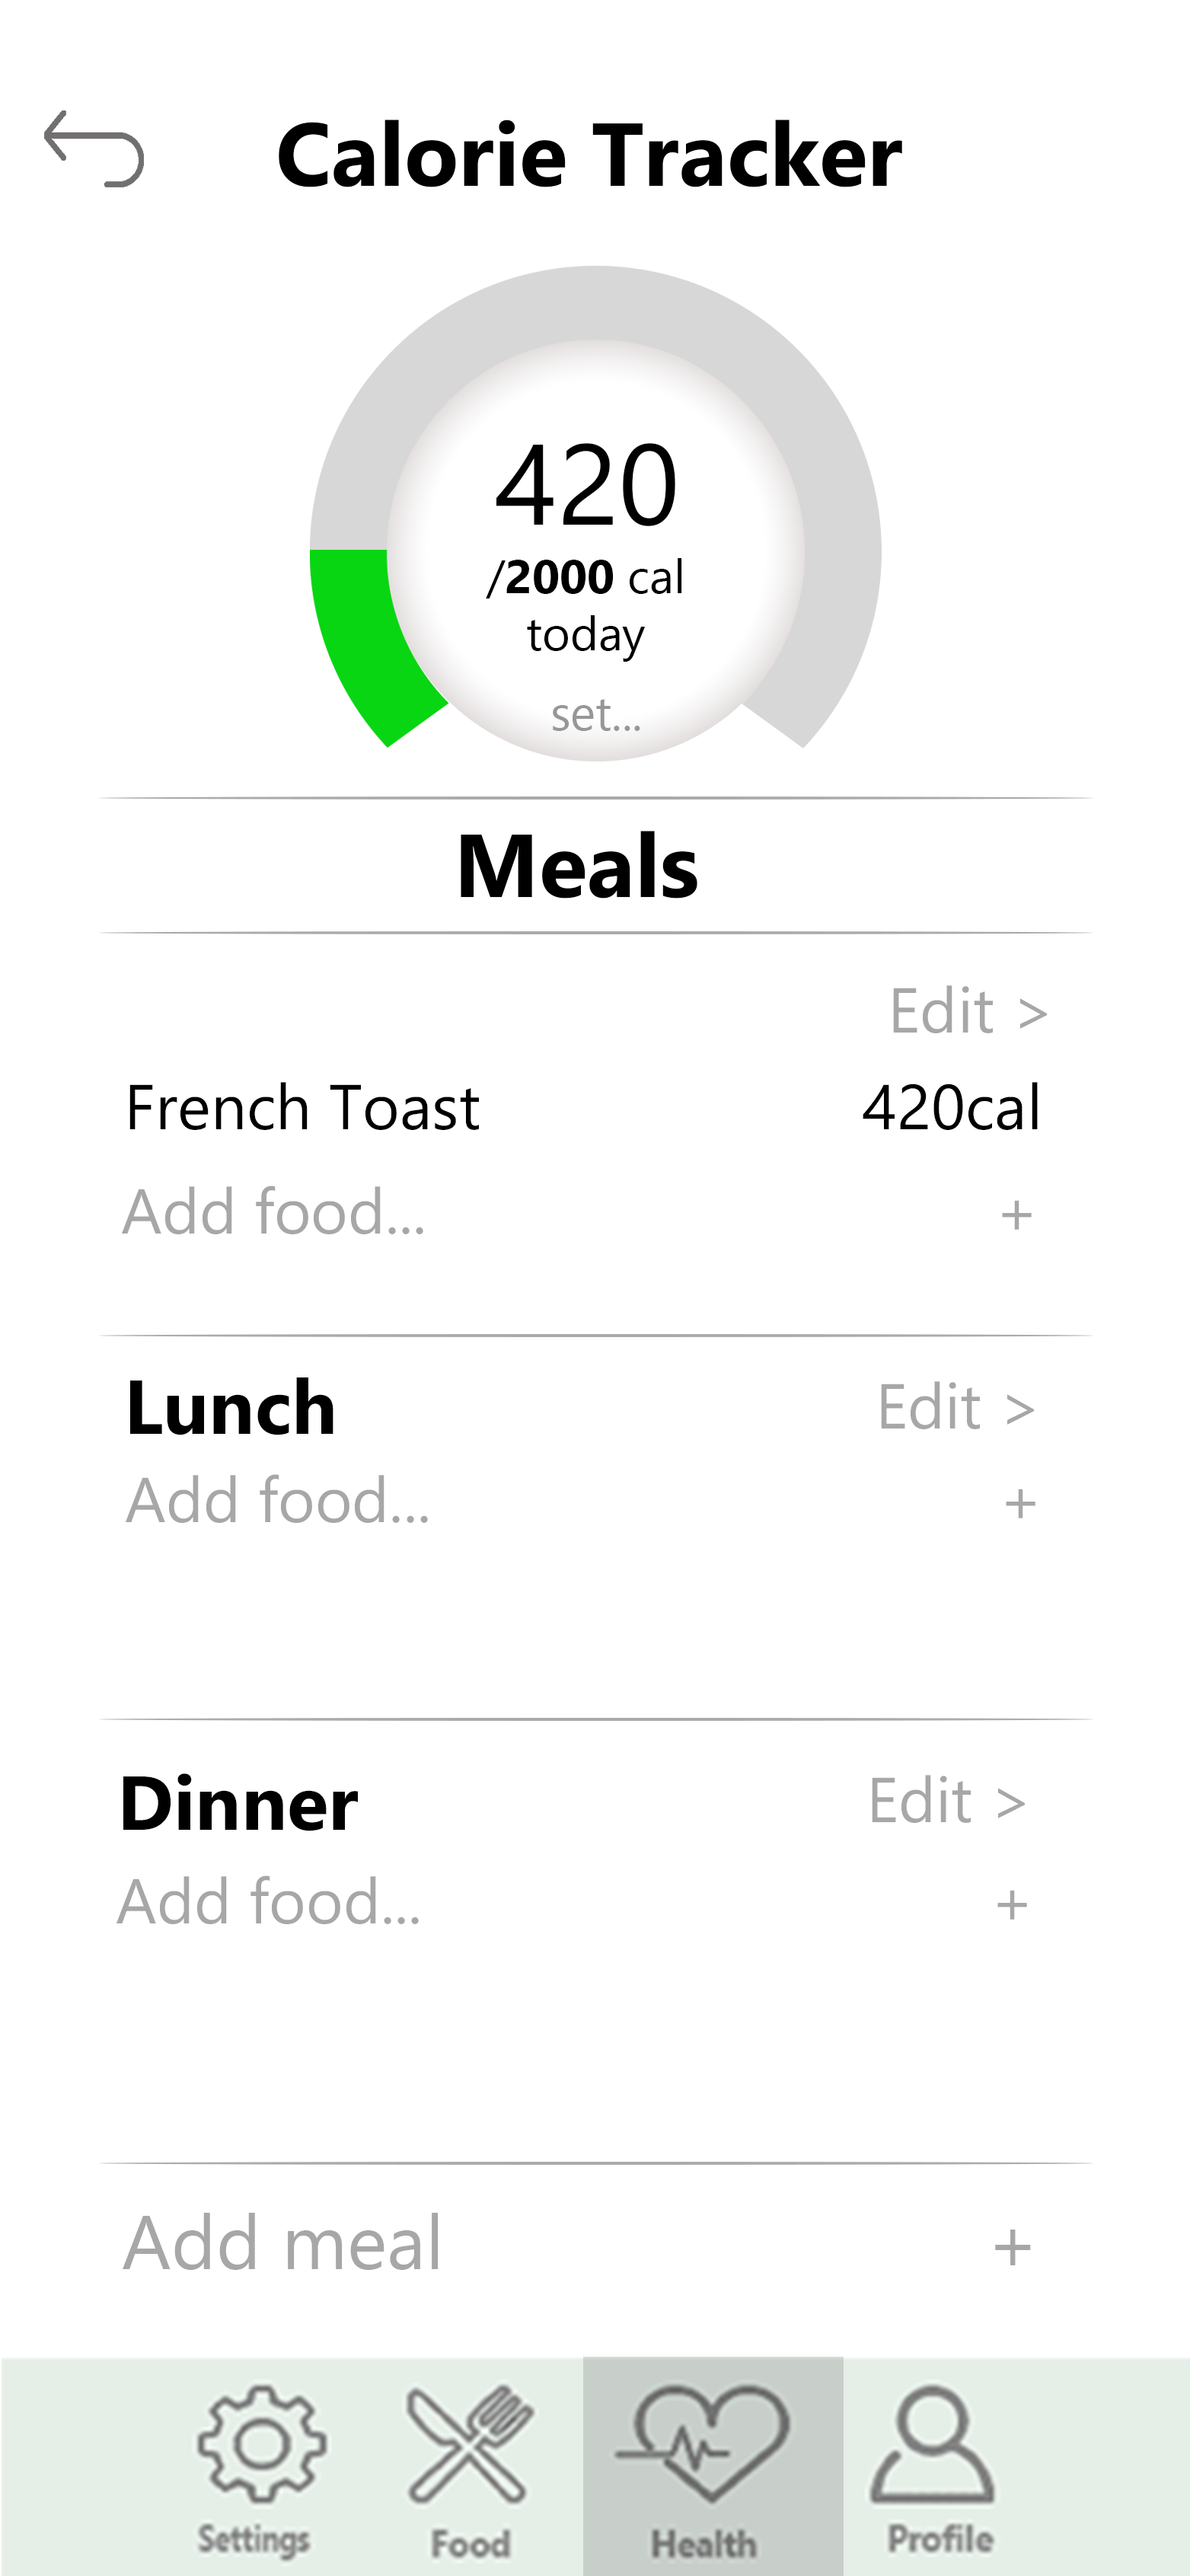 Calorie Tracker
420
/2000 cal
today
set...
Meals
Edit >
French Toast 420cal
Add food... +
Lunch Edit >
Add food... +
Dinner Edit >
Add food... +
Add meal +
Settings Food Health Profile